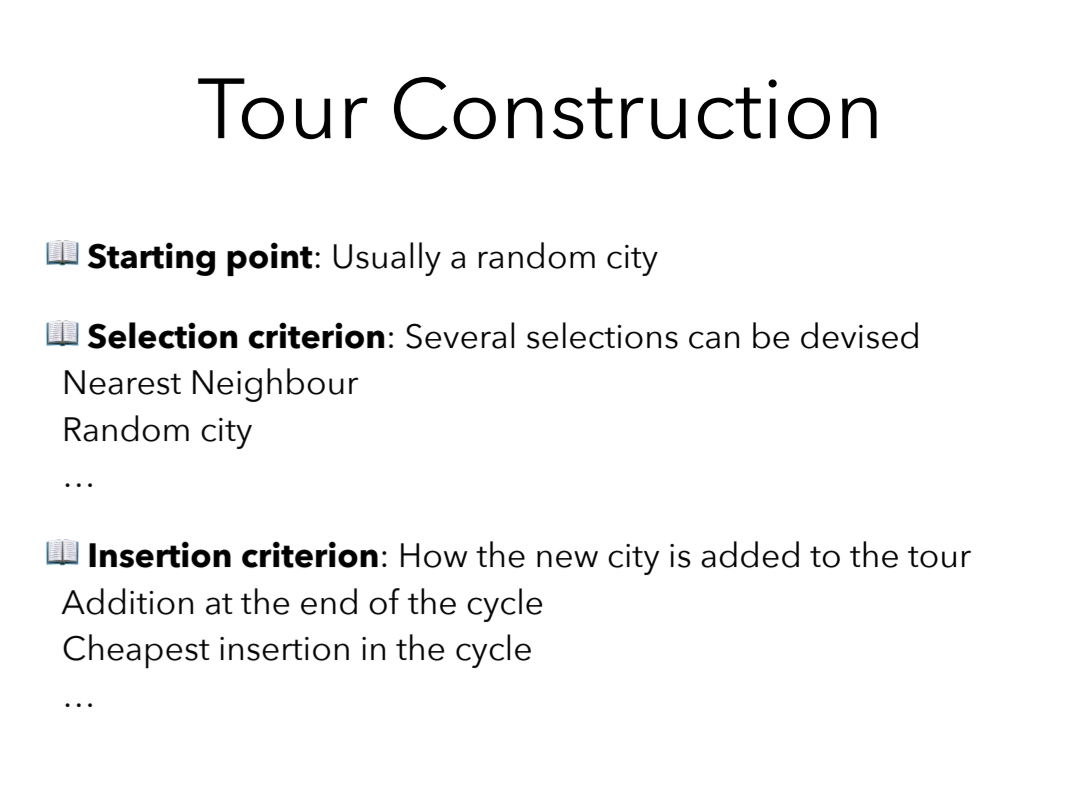 Tour Construction
📖 Starting point: Usually a random city
📖 Selection criterion: Several selections can be devised
Nearest Neighbour
Random city
…
📖 Insertion criterion: How the new city is added to the tour
Addition at the end of the cycle
Cheapest insertion in the cycle
…